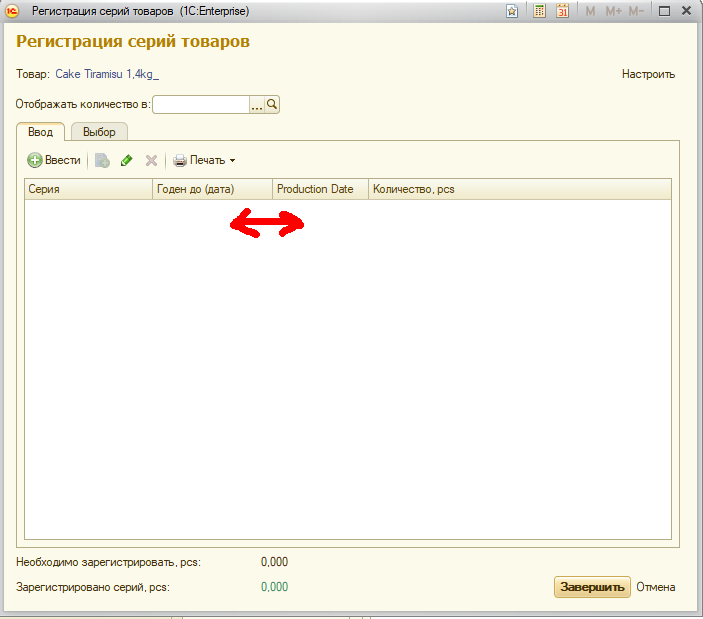 1С Регистрация серий товаров (1C:Enterprise) 31 M M+ M-
Регистрация серий товаров
Товар: Cake Tiramisu 1,4kg_ Настроить
Отображать количество в: ...
Ввод Выбор
Ввести Печать
Серия Годен до (дата) Production Date Количество, pcs
Необходимо зарегистрировать, pcs: 0,000
Зарегистрировано серий, pcs: 0,000 Завершить Отмена